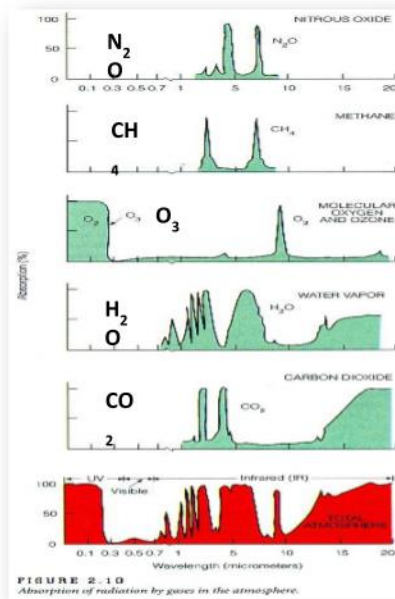 NITROUS OXIDE
100
50
0
N2
O
N₂O
0.1 0.3 0.5 0.7 1 5 10 15 20
METHANE
CH
4
CH₄
MOLECULAR
OXYGEN
AND OZONE
O₂
O₃
O3
O₃
Absorption (%)
WATER VAPOR
H2
O
H₂O
CARBON DIOXIDE
CO
2
CO₂
UV
Visible
Infrared (IR)
100
50
0
TOTAL
ATMOSPHERE
0.1 0.3 0.5 0.7 1 5 10 15 20
Wavelength (micrometers)
FIGURE 2.10
Absorption of radiation by gases in the atmosphere.